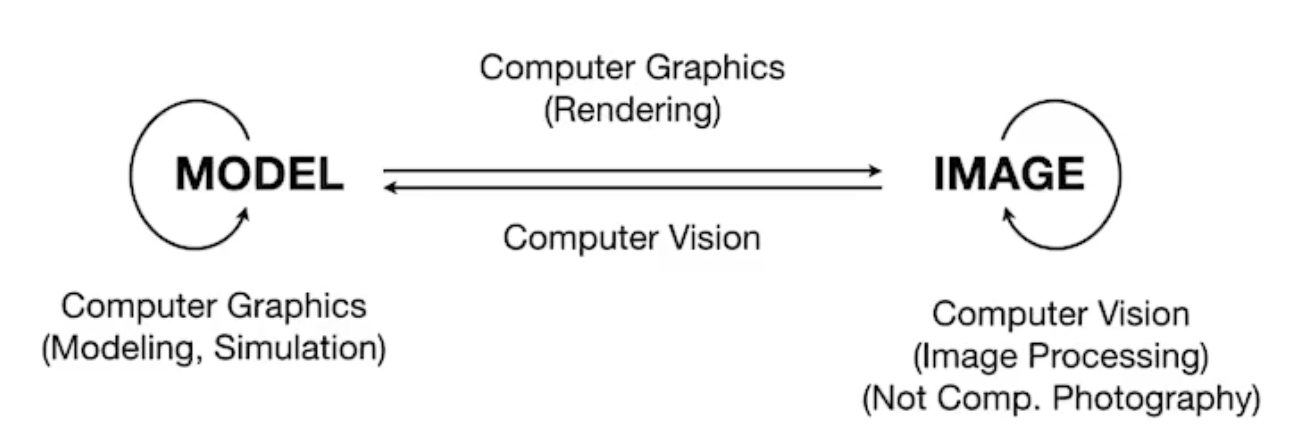 Computer Graphics
(Rendering)
MODEL
IMAGE
Computer Vision
Computer Graphics
(Modeling, Simulation)
Computer Vision
(Image Processing)
(Not Comp. Photography)